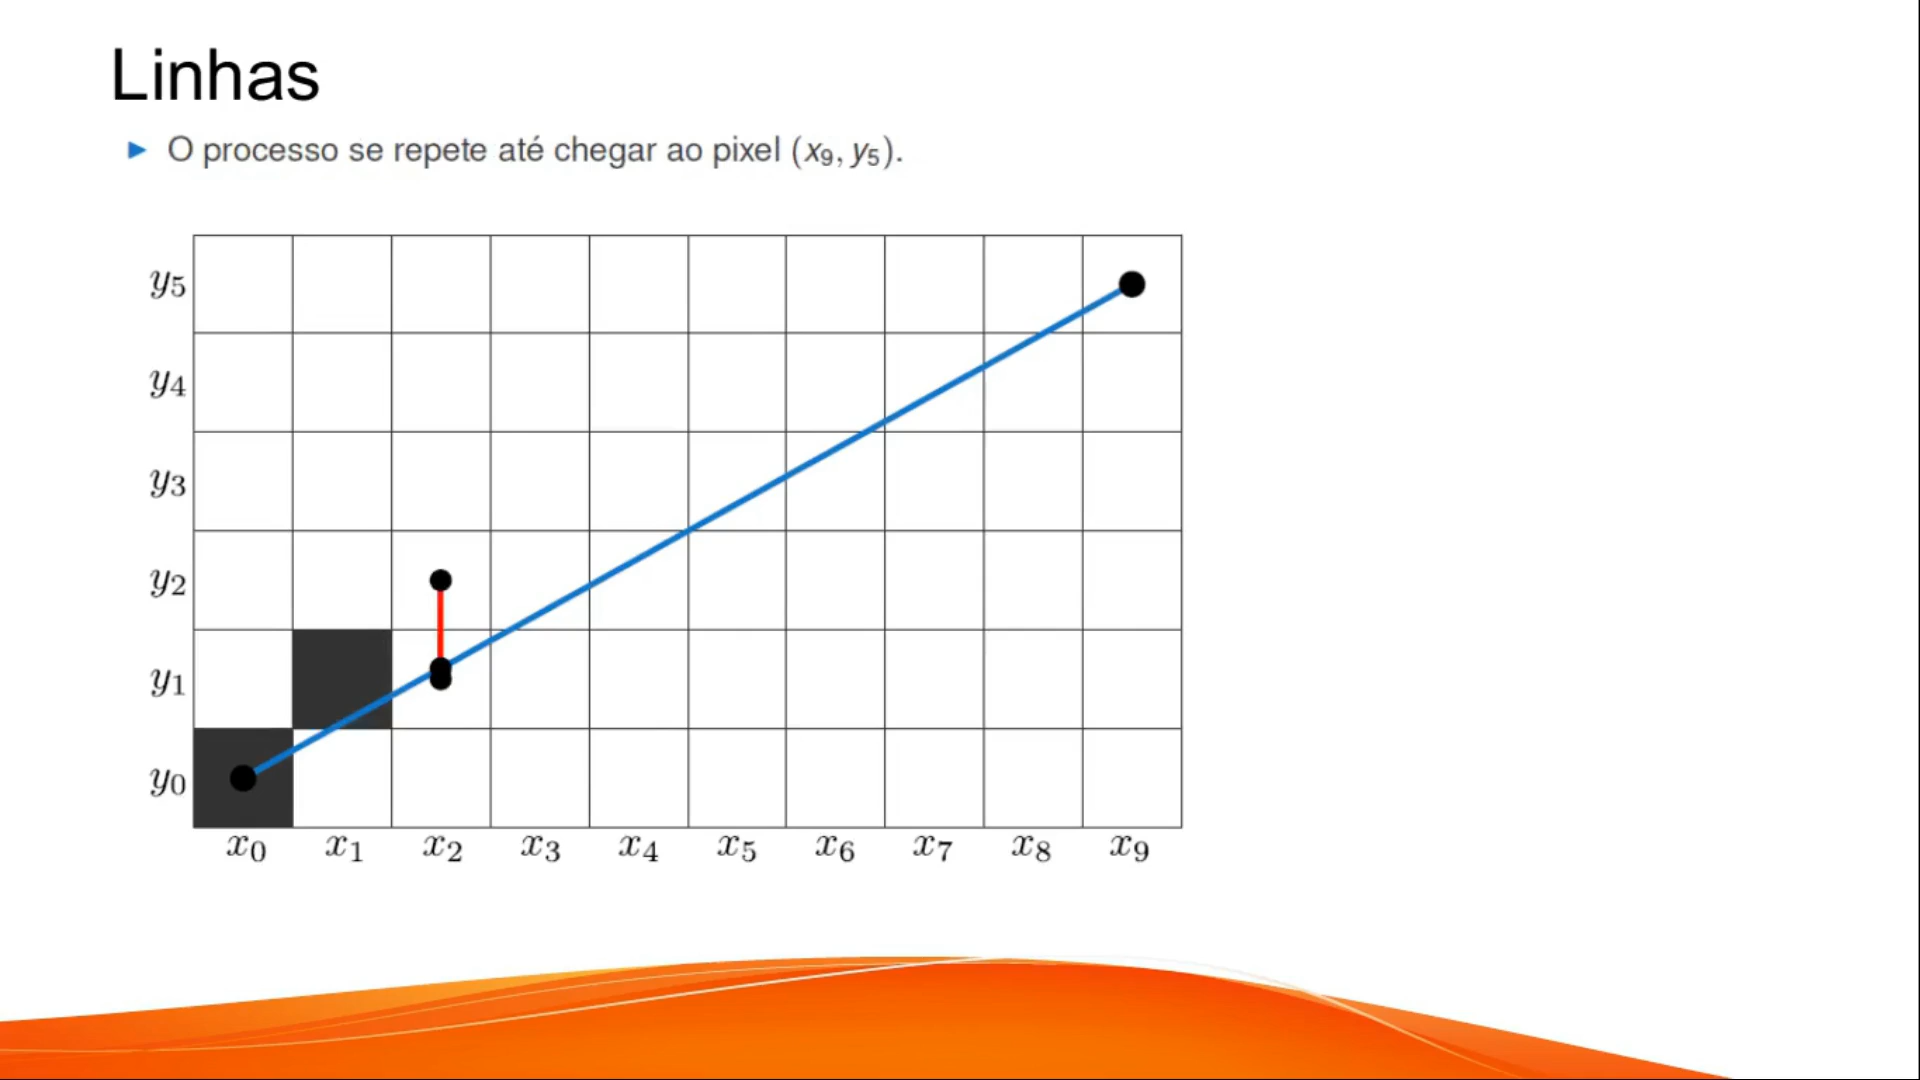 Linhas
► O processo se repete até chegar ao pixel (x₉, y₅).
y₅
y₄
y₃
y₂
y₁
y₀
x₀ x₁ x₂ x₃ x₄ x₅ x₆ x₇ x₈ x₉